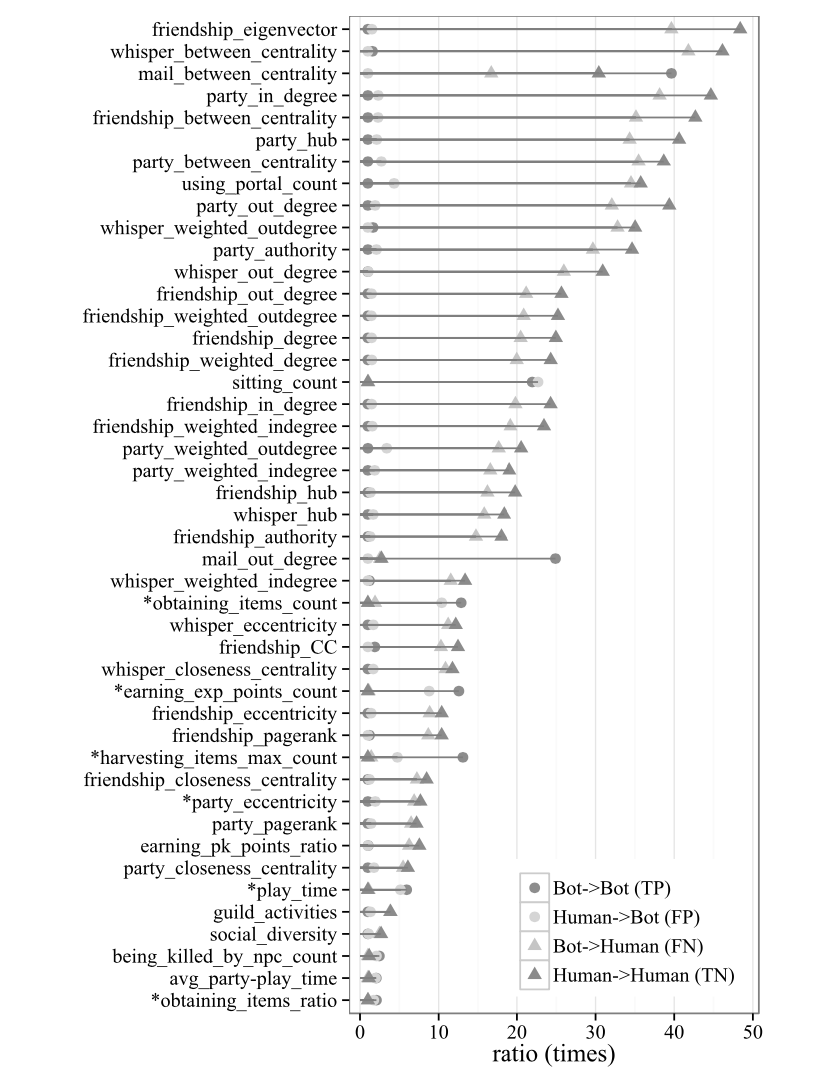 friendship_eigenvector
whisper_between_centrality
mail_between_centrality
party_in_degree
friendship_between_centrality
party_hub
party_between_centrality
using_portal_count
party_out_degree
whisper_weighted_outdegree
party_authority
whisper_out_degree
friendship_out_degree
friendship_weighted_outdegree
friendship_degree
friendship_weighted_degree
sitting_count
friendship_in_degree
friendship_weighted_indegree
party_weighted_outdegree
party_weighted_indegree
friendship_hub
whisper_hub
friendship_authority
mail_out_degree
whisper_weighted_indegree
*obtaining_items_count
whisper_eccentricity
friendship_CC
whisper_closeness_centrality
*earning_exp_points_count
friendship_eccentricity
friendship_pagerank
*harvesting_items_max_count
friendship_closeness_centrality
*party_eccentricity
party_pagerank
earning_pk_points_ratio
party_closeness_centrality
*play_time
guild_activities
social_diversity
being_killed_by_npc_count
avg_party-play_time
*obtaining_items_ratio
Bot->Bot (TP)
Human->Bot (FP)
Bot->Human (FN)
Human->Human (TN)
0 10 20 30 40 50
ratio (times)